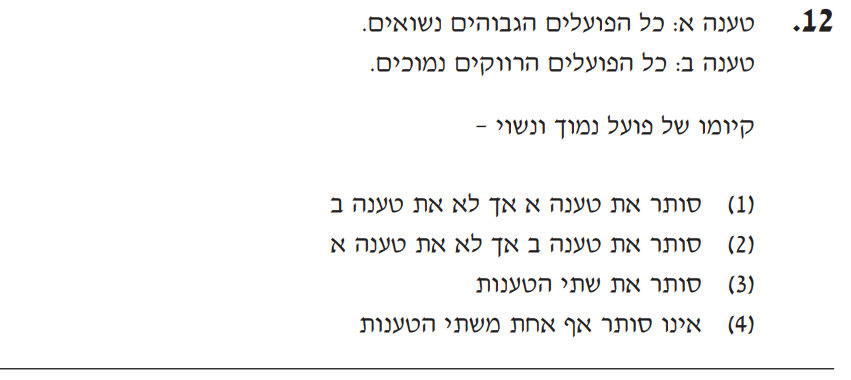 12. טענה א: כל הפועלים הגבוהים נשואים.
טענה ב: כל הפועלים הרווקים נמוכים.
קיומו של פועל נמוך ונשוי –
(1) סותר את טענה א אך לא את טענה ב
(2) סותר את טענה ב אך לא את טענה א
(3) סותר את שתי הטענות
(4) אינו סותר אף אחת משתי הטענות